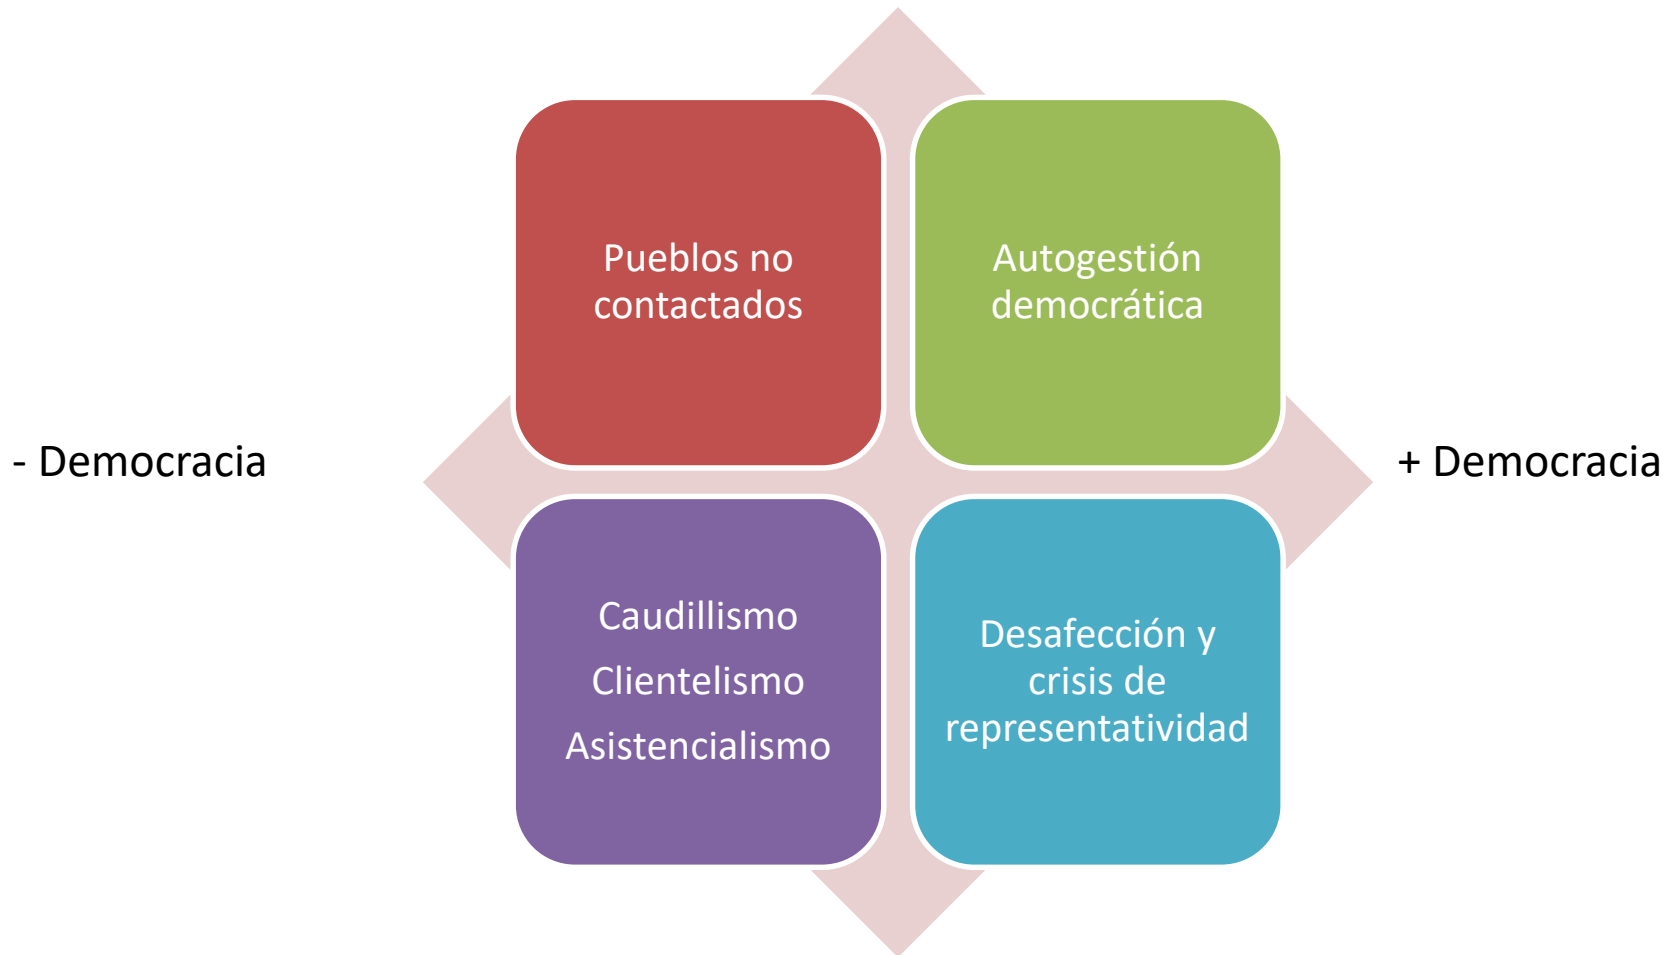 Pueblos no
contactados
Autogestión
democrática
- Democracia
+ Democracia
Caudillismo
Clientelismo
Asistencialismo
Desafección y
crisis de
representatividad